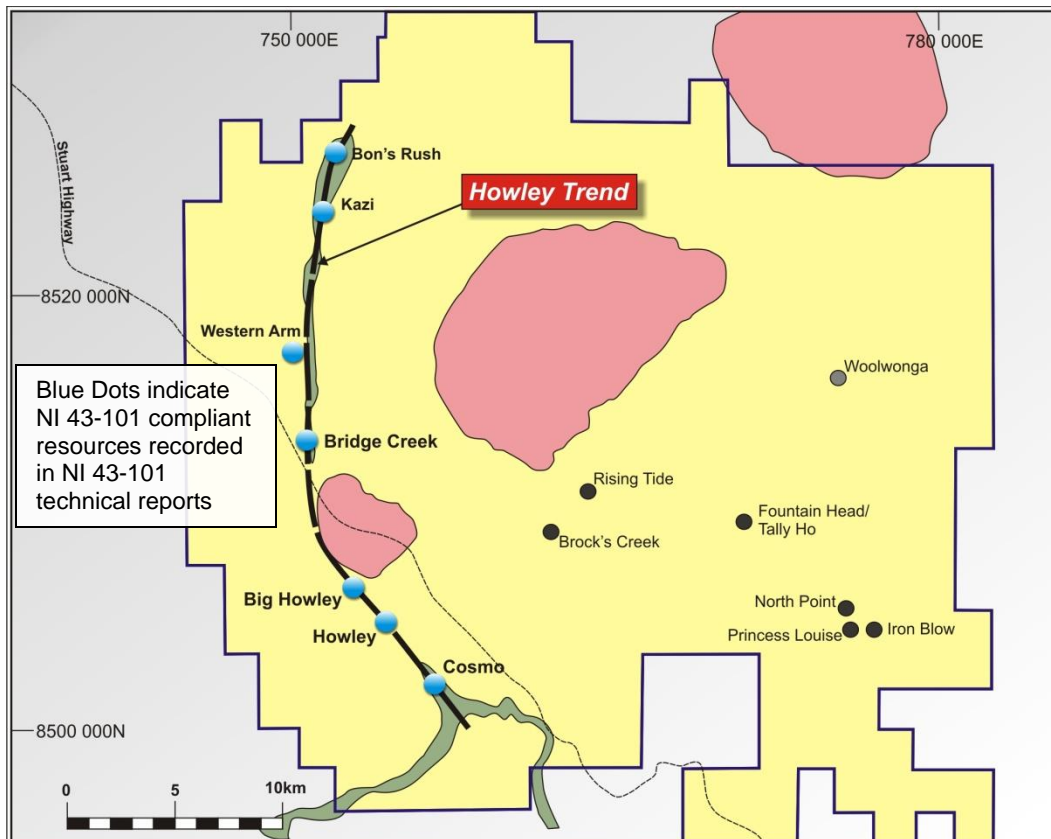 750 000E
780 000E
Stuart Highway
Bon's Rush
Kazi
Howley Trend
8520 000N
Western Arm
Woolwonga
Blue Dots indicate
NI 43-101 compliant
resources recorded
in NI 43-101
technical reports
Bridge Creek
Rising Tide
Fountain Head/
Tally Ho
Brock's Creek
Big Howley
North Point
Howley
Princess Louise
Iron Blow
Cosmo
8500 000N
0 5 10km